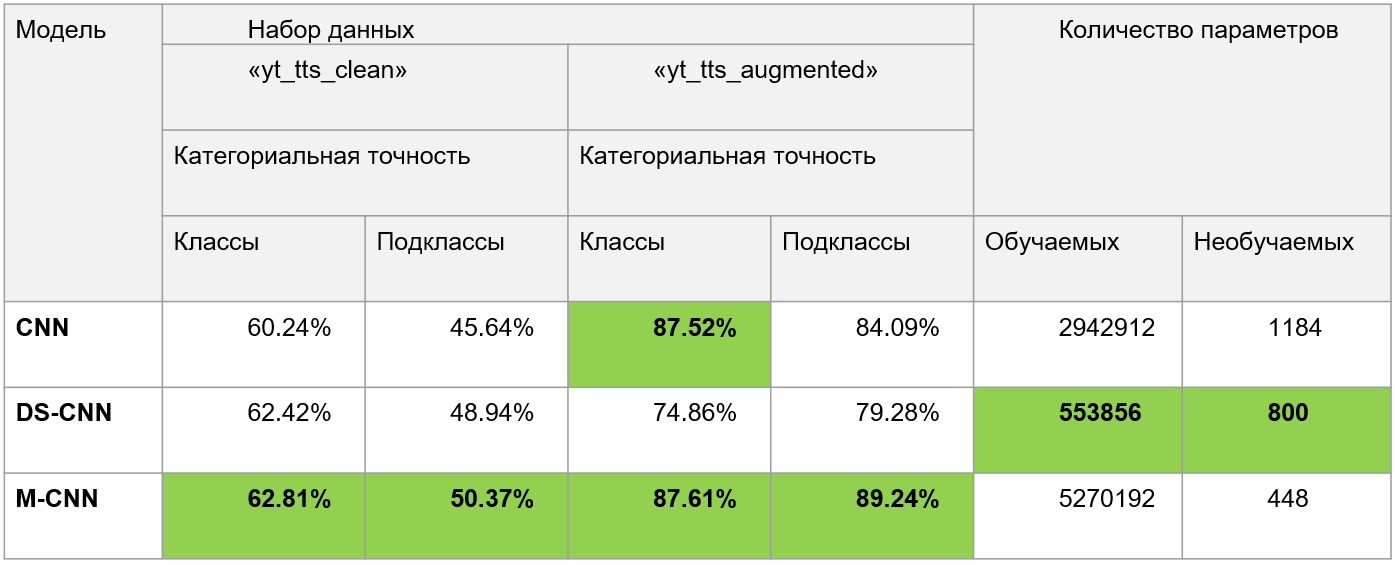 Модель Набор данных Количество параметров
«yt_tts_clean» «yt_tts_augmented»
Категориальная точность Категориальная точность
Классы Подклассы Классы Подклассы Обучаемых Необучаемых
CNN 60.24% 45.64% 87.52% 84.09% 2942912 1184
DS-CNN 62.42% 48.94% 74.86% 79.28% 553856 800
M-CNN 62.81% 50.37% 87.61% 89.24% 5270192 448